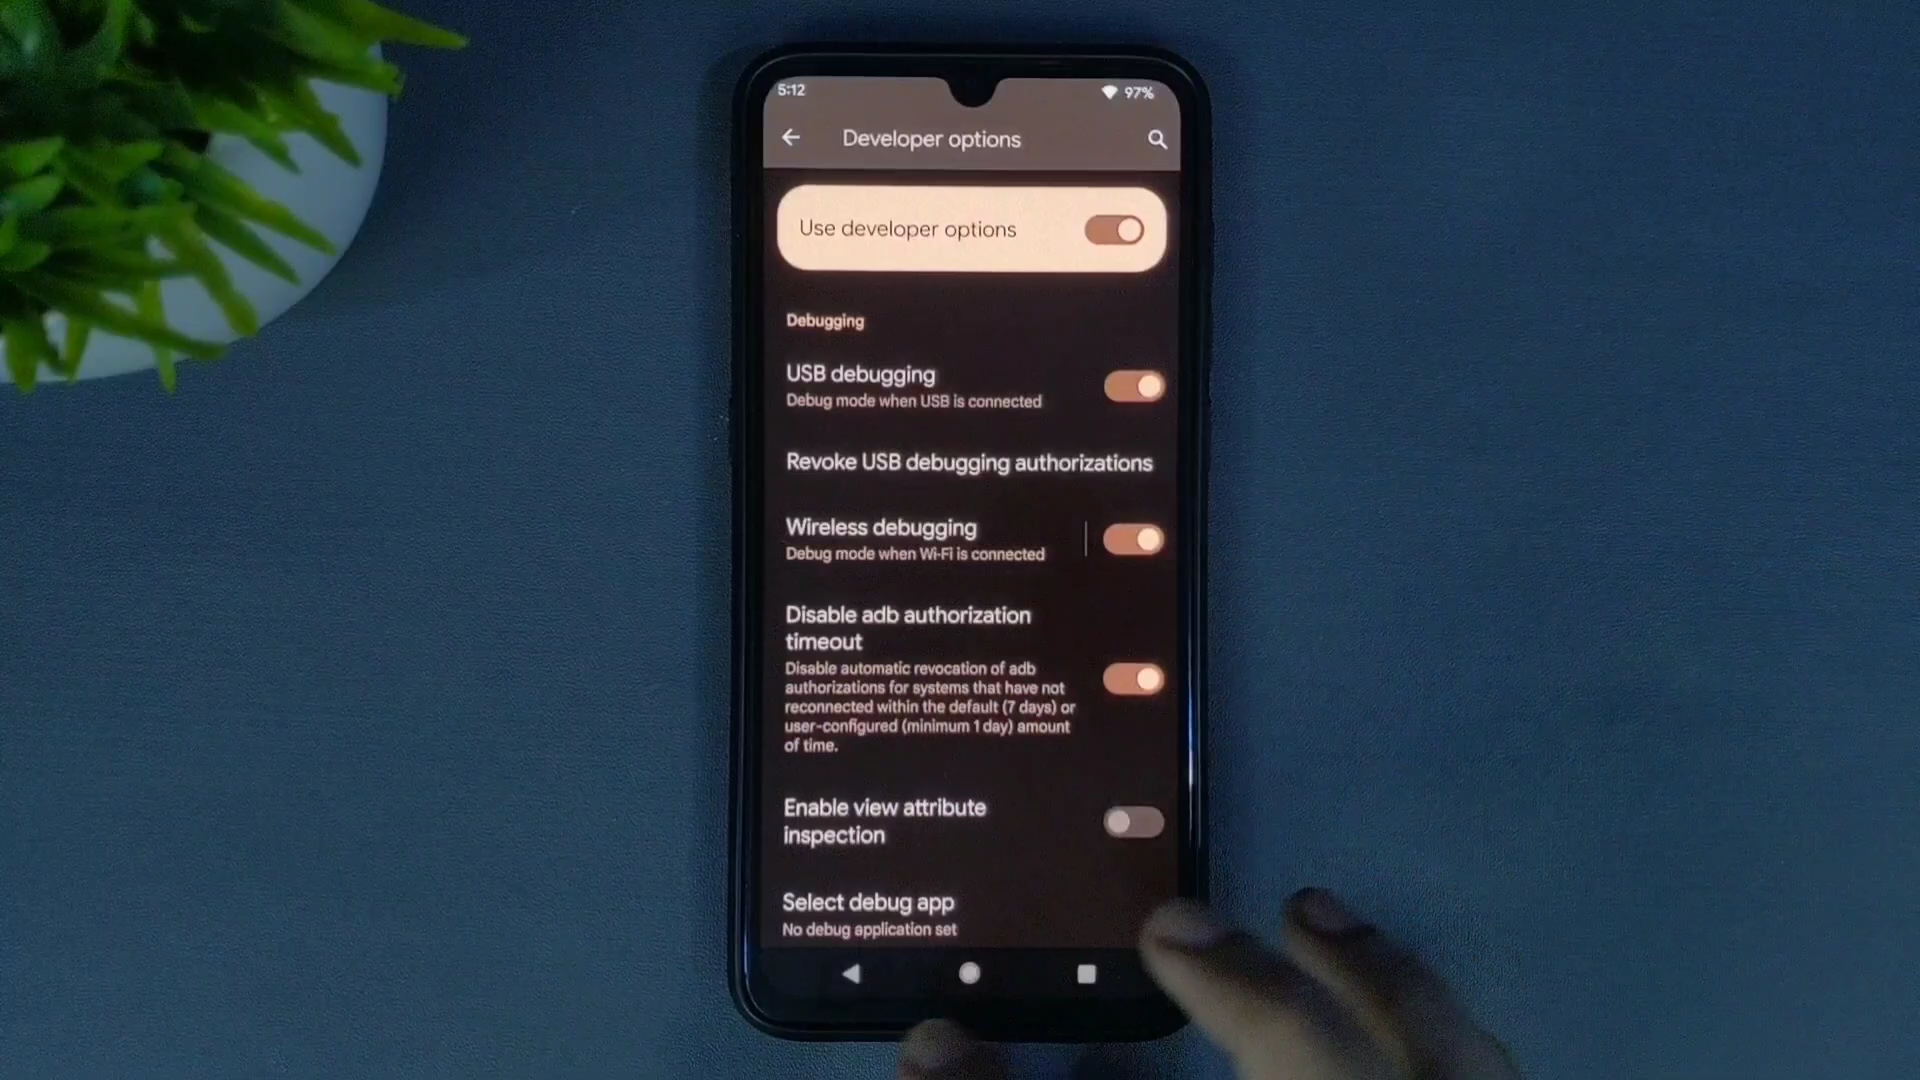 5:12
97%
Developer options
Use developer options
Debugging
USB debugging
Debug mode when USB is connected
Revoke USB debugging authorizations
Wireless debugging
Debug mode when Wi-Fi is connected
Disable adb authorization
timeout
Disable automatic revocation of adb
authorizations for systems that have not
reconnected within the default (7 days) or
user-configured (minimum 1 day) amount
of time.
Enable view attribute
inspection
Select debug app
No debug application set